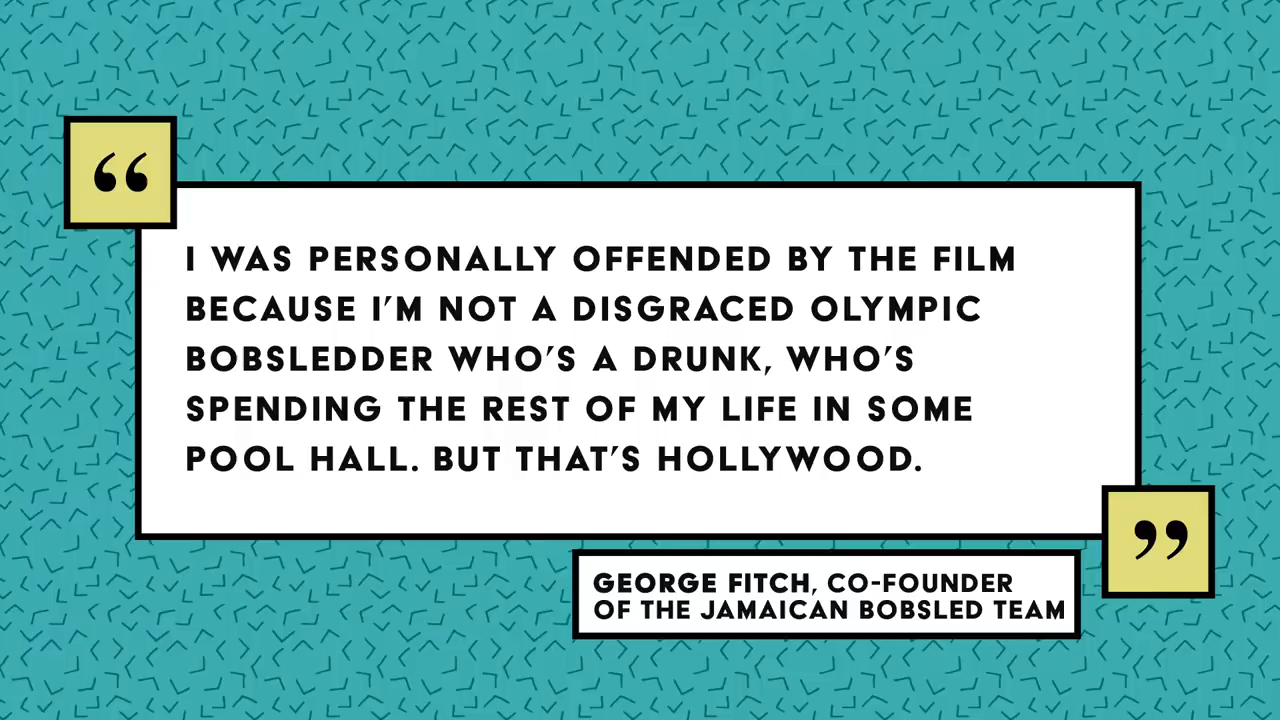 “
I WAS PERSONALLY OFFENDED BY THE FILM
BECAUSE I’M NOT A DISGRACED OLYMPIC
BOBSLEDDER WHO’S A DRUNK, WHO’S
SPENDING THE REST OF MY LIFE IN SOME
POOL HALL. BUT THAT’S HOLLYWOOD.
”
GEORGE FITCH, CO-FOUNDER
OF THE JAMAICAN BOBSLED TEAM